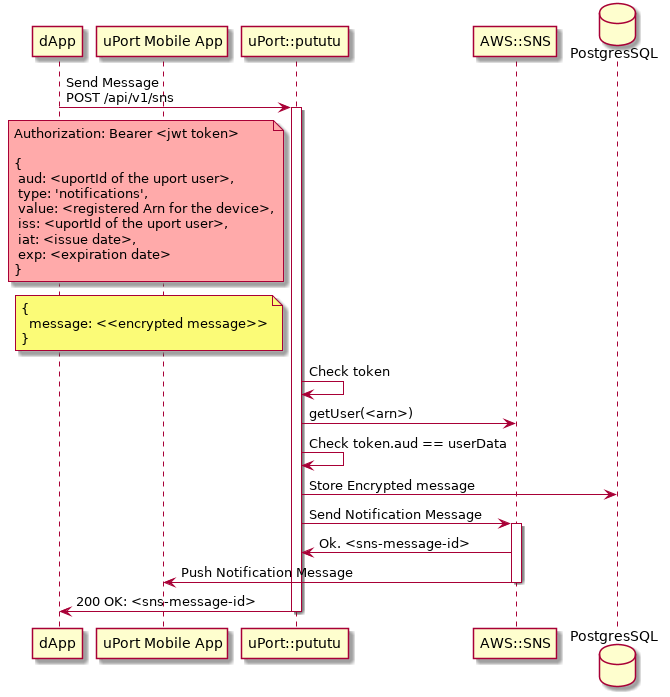 dApp
uPort Mobile App
uPort::pututu
AWS::SNS
PostgresSQL
Send Message
POST /api/v1/sns
Authorization: Bearer <jwt token>
{
aud: <uportId of the uport user>,
type: 'notifications',
value: <registered Arn for the device>,
iss: <uportId of the uport user>,
iat: <issue date>,
exp: <expiration date>
}
{
message: <<encrypted message>>
}
Check token
getUser(<arn>)
Check token.aud == userData
Store Encrypted message
Send Notification Message
Ok. <sns-message-id>
Push Notification Message
200 OK: <sns-message-id>
dApp
uPort Mobile App
uPort::pututu
AWS::SNS
PostgresSQL